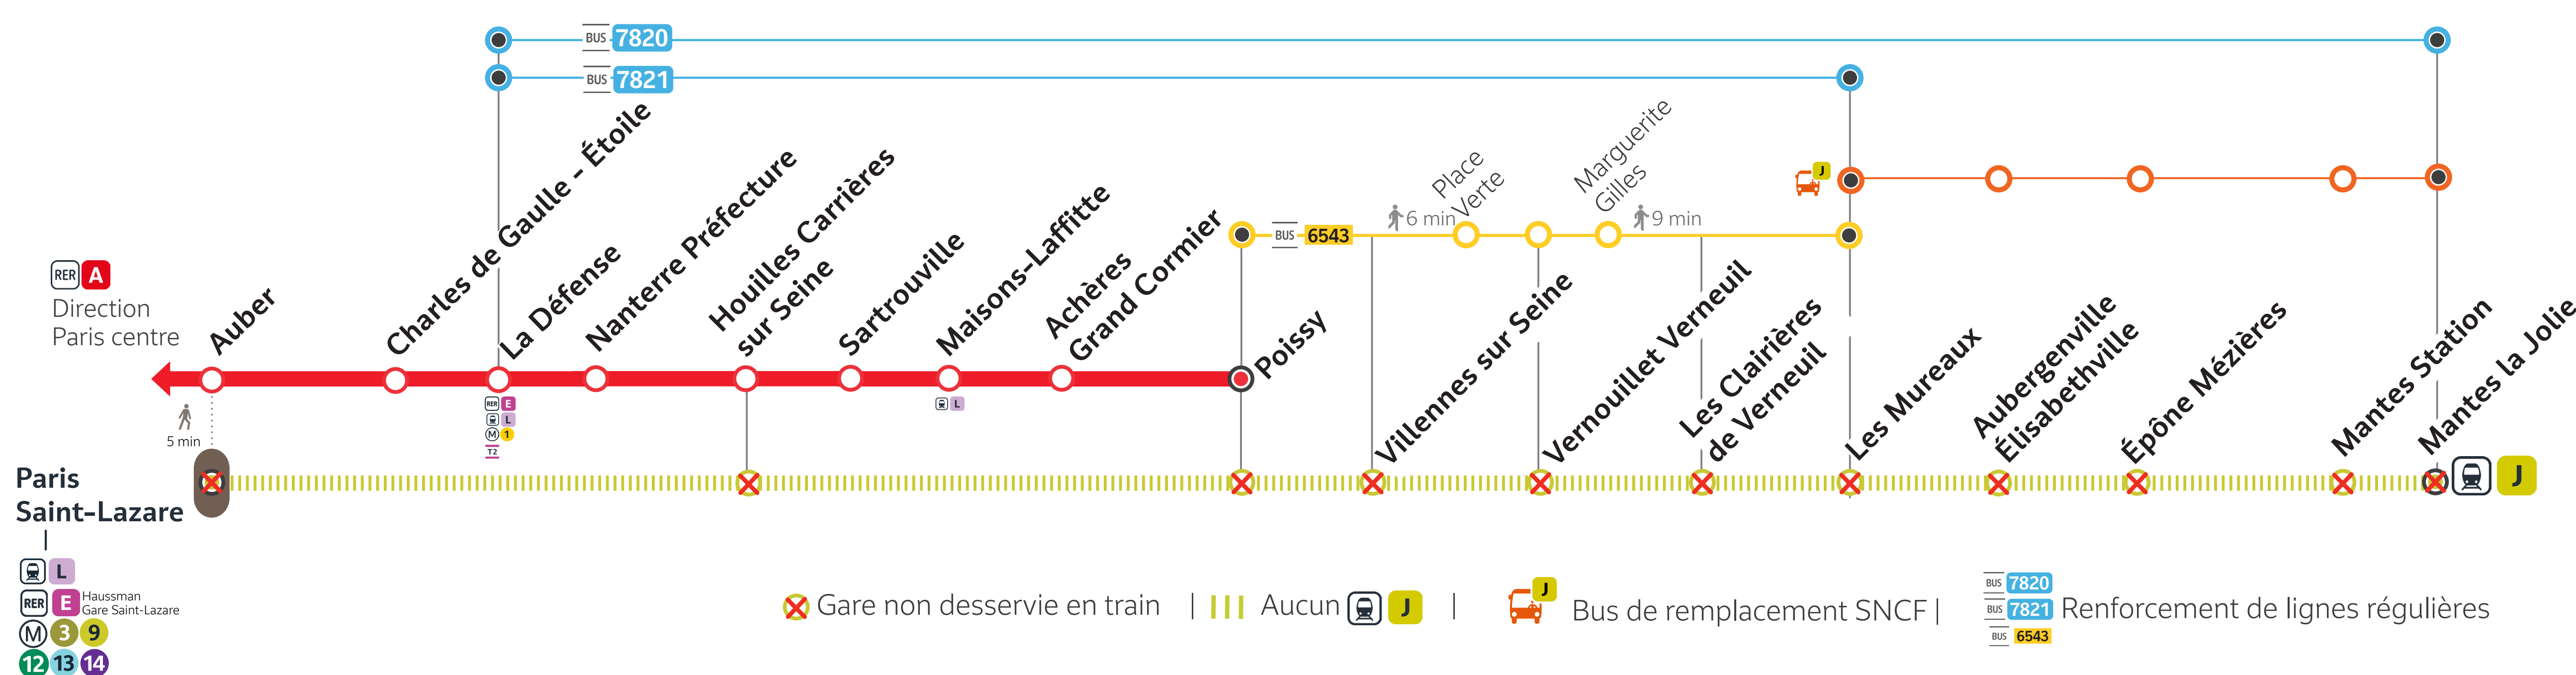 BUS 7820
BUS 7821
Place
Verte
Marguerite
Gilles
J
6 min
9 min
BUS 6543
RER A
Direction
Paris centre
Auber
Charles de Gaulle - Étoile
La Défense
Nanterre Préfecture
Houilles Carrières
sur Seine
Sartrouville
Maisons-Laffitte
Achères
Grand Cormier
Poissy
Villennes sur Seine
Vernouillet Verneuil
Les Clairières
de Verneuil
Les Mureaux
Aubergenville
Élisabethville
Épône Mézières
Mantes Station
Mantes la Jolie
RER E
L
M 1
T2
L
5 min
Paris
Saint-Lazare
J
L
RER E Haussman
Gare Saint-Lazare
M 3 9
12 13 14
Gare non desservie en train | Aucun J | J Bus de remplacement SNCF |
BUS 7820
BUS 7821 Renforcement de lignes régulières
BUS 6543